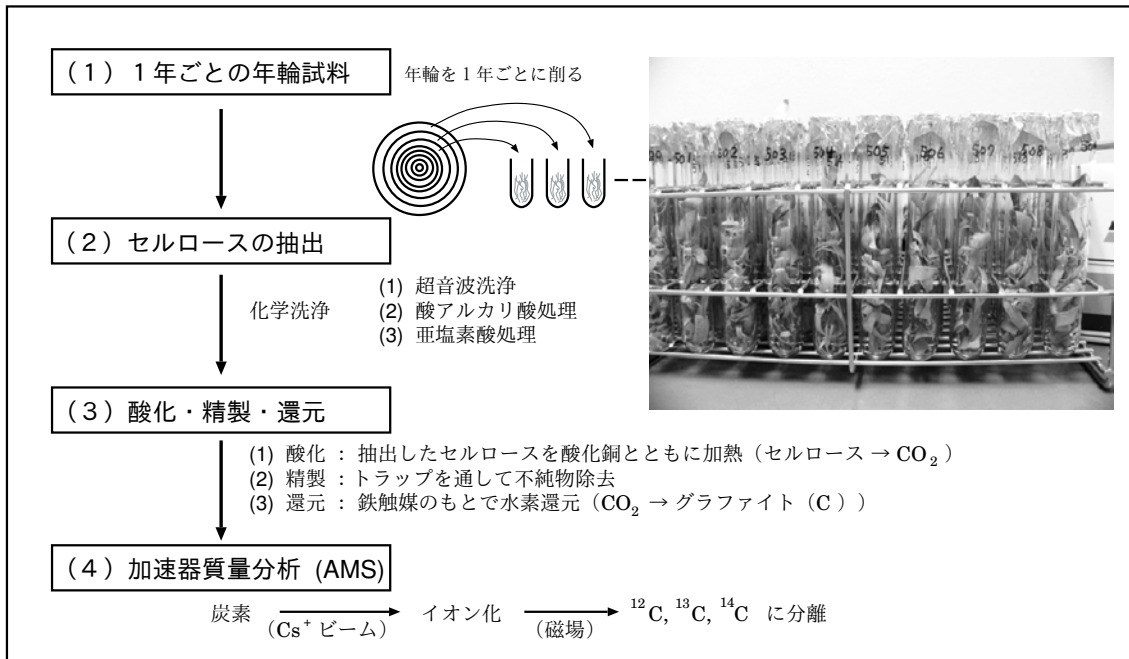 (1) 1年ごとの年輪試料
年輪を1年ごとに削る
501 502 503 504 505 506 507 508
(2) セルロースの抽出
化学洗浄
(1) 超音波洗浄
(2) 酸アルカリ酸処理
(3) 亜塩素酸処理
(3) 酸化・精製・還元
(1) 酸化 : 抽出したセルロースを酸化銅とともに加熱(セルロース → CO₂)
(2) 精製 : トラップを通して不純物除去
(3) 還元 : 鉄触媒のもとで水素還元(CO₂ → グラファイト(C))
(4) 加速器質量分析 (AMS)
炭素 (Cs⁺ ビーム) イオン化 (磁場) ¹²C, ¹³C, ¹⁴C に分離